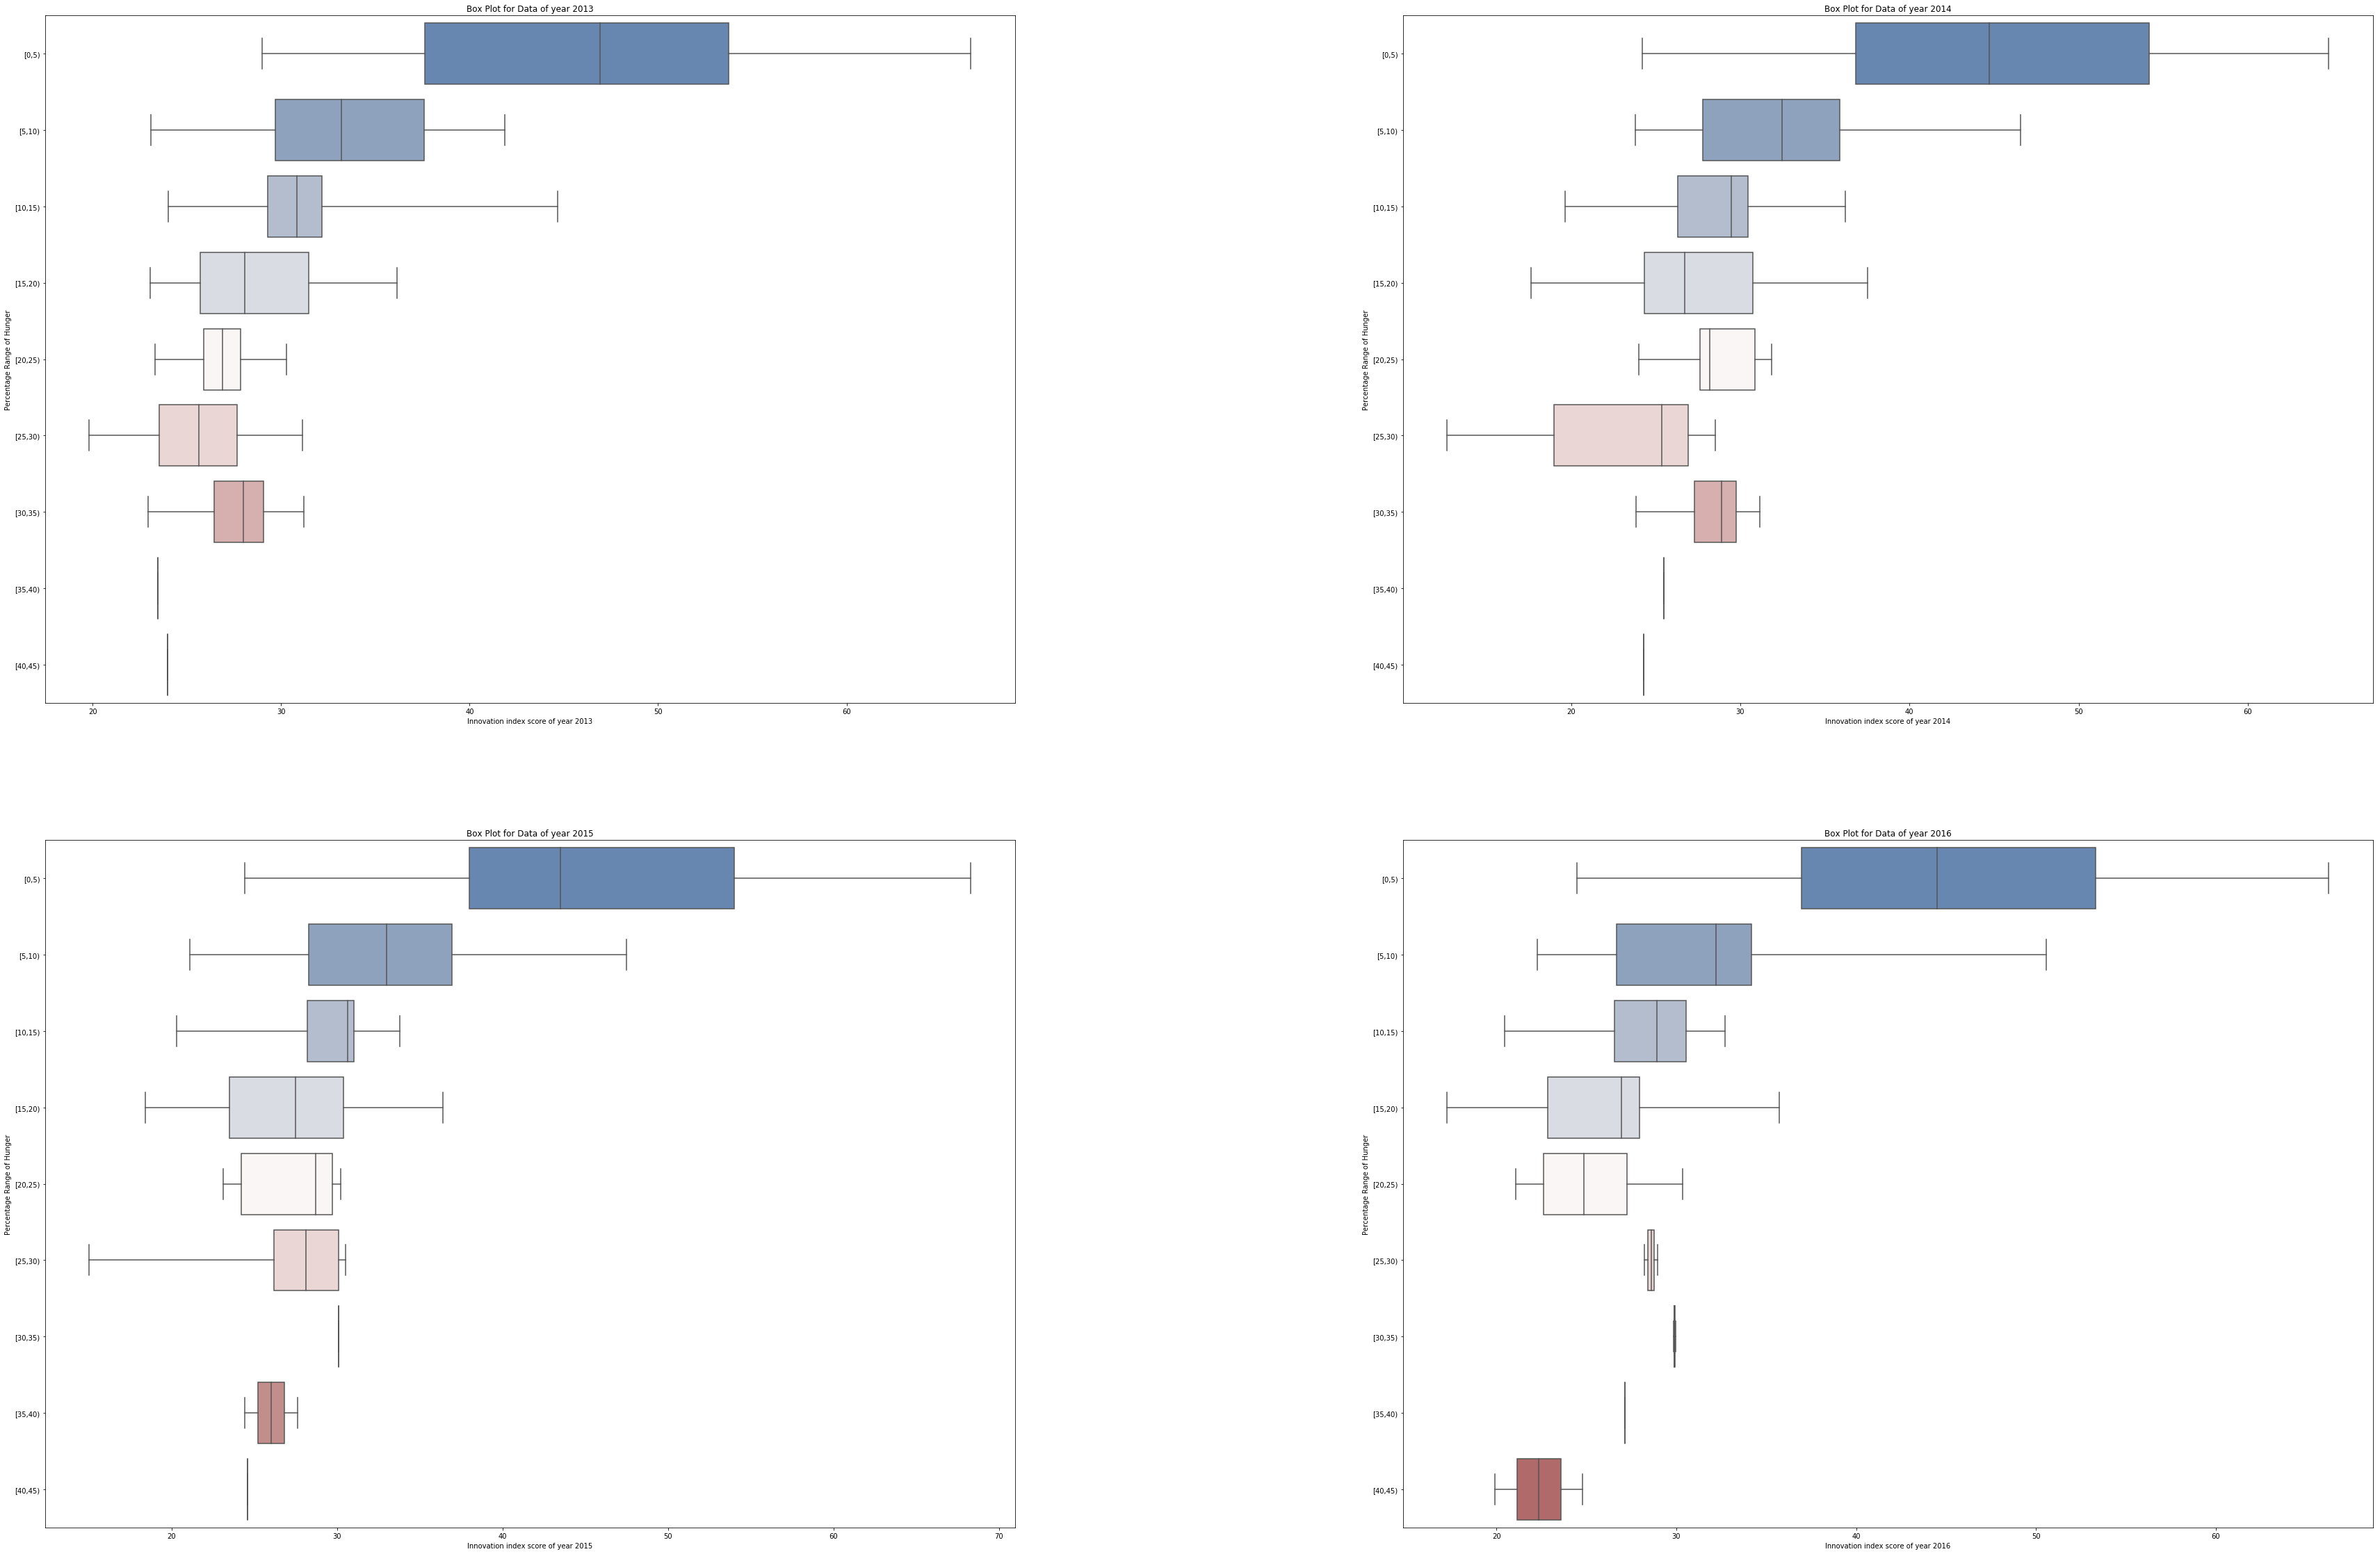 Box Plot for Data of year 2013
Percentage Range of Hunger
[0,5)
[5,10)
[10,15)
[15,20)
[20,25)
[25,30)
[30,35)
[35,40)
[40,45)
20 30 40 50 60
Innovation index score of year 2013
Box Plot for Data of year 2014
Percentage Range of Hunger
[0,5)
[5,10)
[10,15)
[15,20)
[20,25)
[25,30)
[30,35)
[35,40)
[40,45)
20 30 40 50 60
Innovation index score of year 2014
Box Plot for Data of year 2015
Percentage Range of Hunger
[0,5)
[5,10)
[10,15)
[15,20)
[20,25)
[25,30)
[30,35)
[35,40)
[40,45)
20 30 40 50 60 70
Innovation index score of year 2015
Box Plot for Data of year 2016
Percentage Range of Hunger
[0,5)
[5,10)
[10,15)
[15,20)
[20,25)
[25,30)
[30,35)
[35,40)
[40,45)
20 30 40 50 60
Innovation index score of year 2016